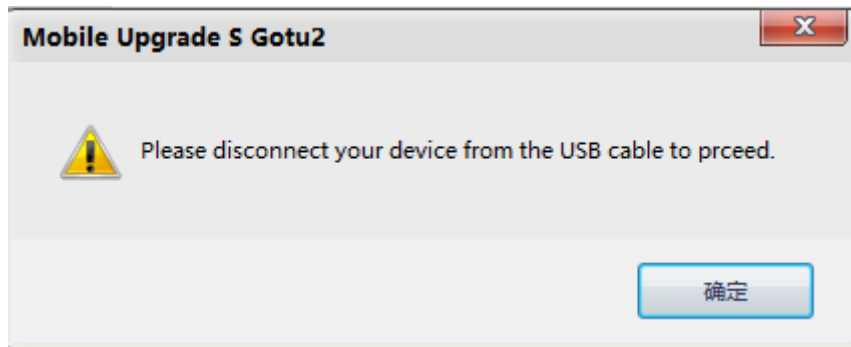 Mobile Upgrade S Gotu2
Please disconnect your device from the USB cable to prceed.
确定